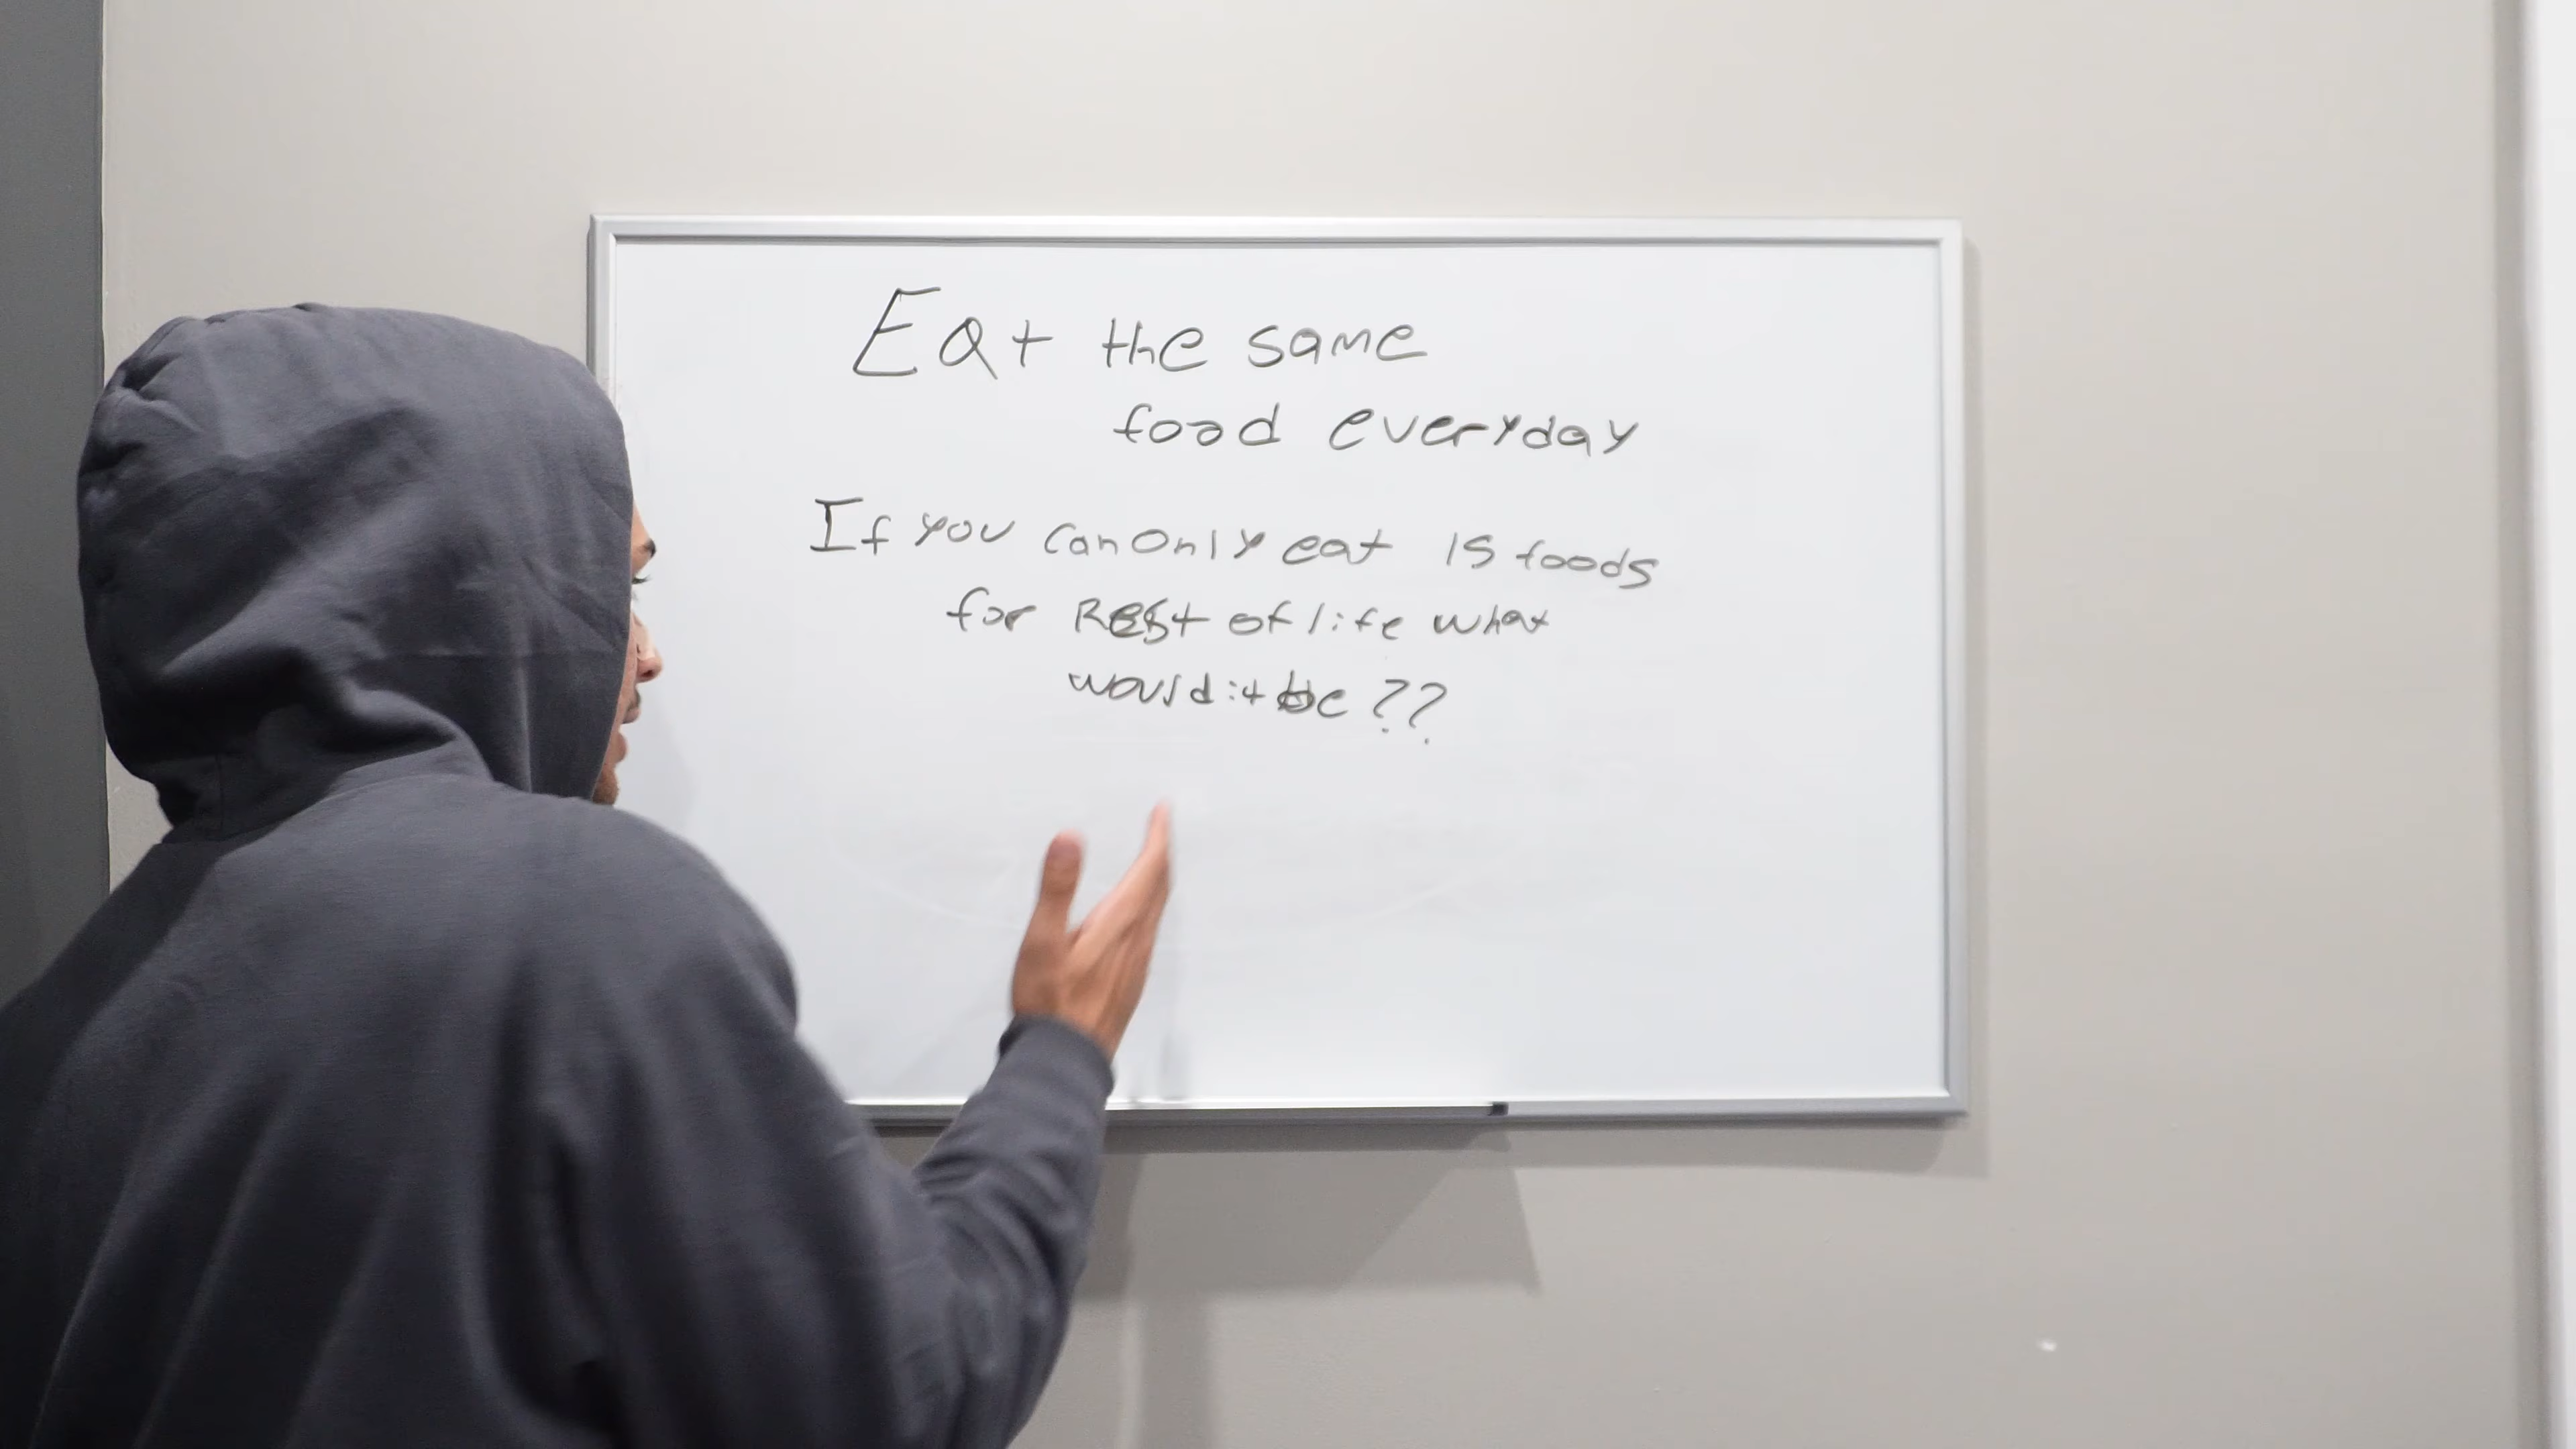 Eat the same
food everyday
If you can only eat 15 foods
for Rest of life what
would it be ??